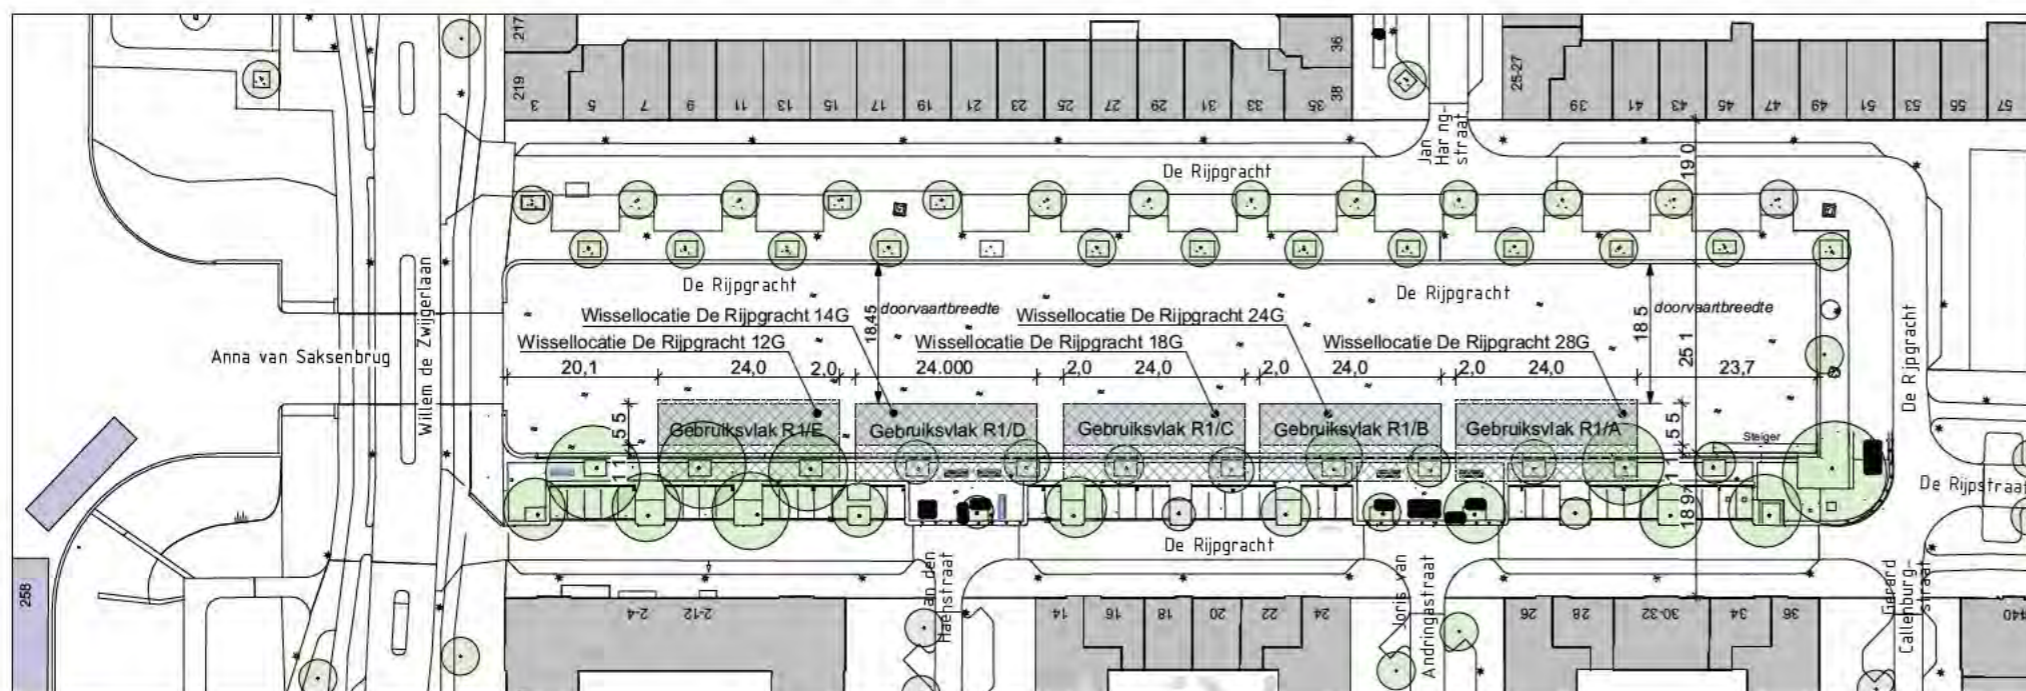 217
219
3
5
7
9
11
13
15
17
19
21
23
25
27
29
31
33
35
36
38
25-27
39
41
43
45
47
49
51
53
55
57
Jan
Har ng-
straat
De Rijpgracht
19 0
De Rijpgracht
De Rijpgracht
Willem de Zwijgerlaan
Anna van Saksenbrug
Wissellocatie De Rijpgracht 14G
18,45
doorvaartbreedte
Wissellocatie De Rijpgracht 24G
18 5
doorvaartbreedte
Wissellocatie De Rijpgracht 12G
Wissellocatie De Rijpgracht 18G
Wissellocatie De Rijpgracht 28G
25 1
De Rijpgracht
20,1
24,0
2,0
24.000
2,0
24,0
2,0
24,0
2,0
24,0
23,7
5 5
Gebruiksvlak R1/E
Gebruiksvlak R1/D
Gebruiksvlak R1/C
Gebruiksvlak R1/B
Gebruiksvlak R1/A
5 5
Steiger
1 1
1 1
18 9
De Rijpstraat
De Rijpgracht
258
2-4
2-12
14
16
18
20
22
24
Joris van
Andringastraat
26
28
30-32
34
36
Gerard
Callenburg-
straat
440